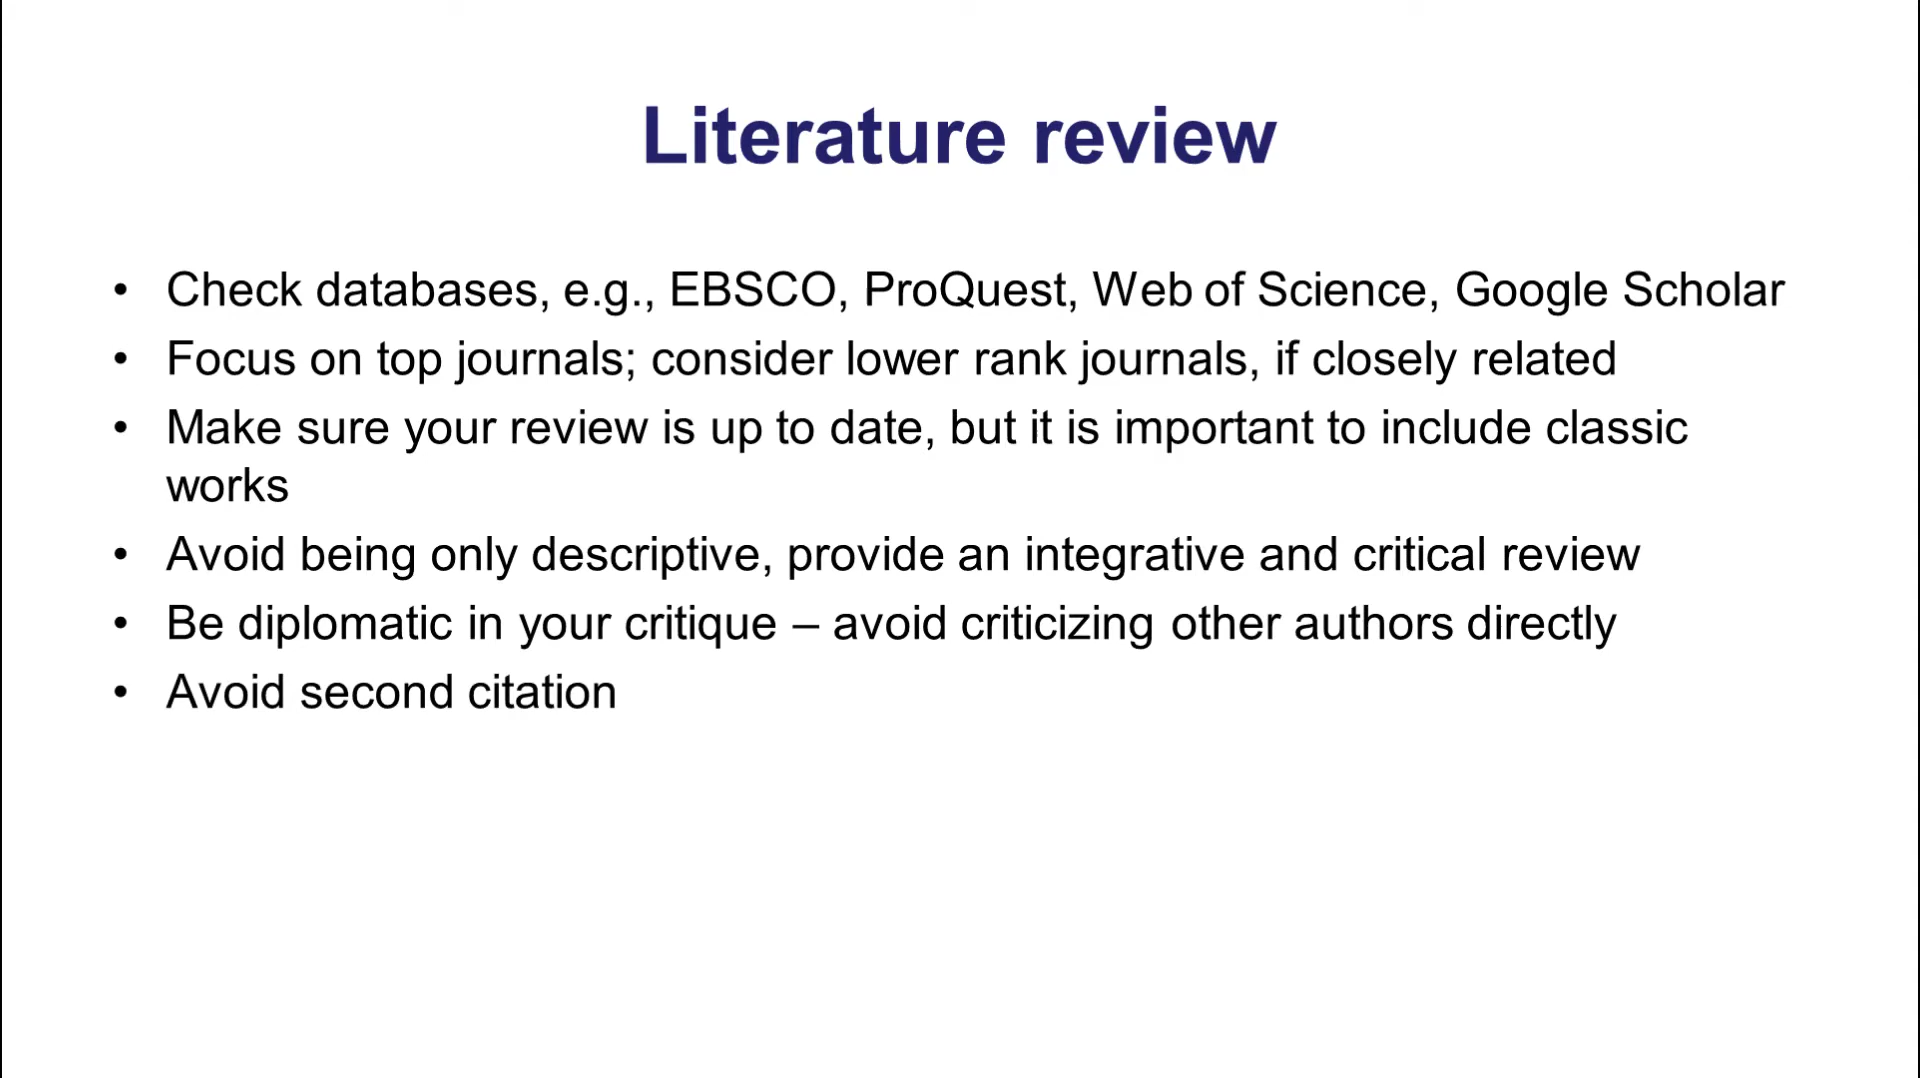 Literature review
• Check databases, e.g., EBSCO, ProQuest, Web of Science, Google Scholar
• Focus on top journals; consider lower rank journals, if closely related
• Make sure your review is up to date, but it is important to include classic
works
• Avoid being only descriptive, provide an integrative and critical review
• Be diplomatic in your critique – avoid criticizing other authors directly
• Avoid second citation